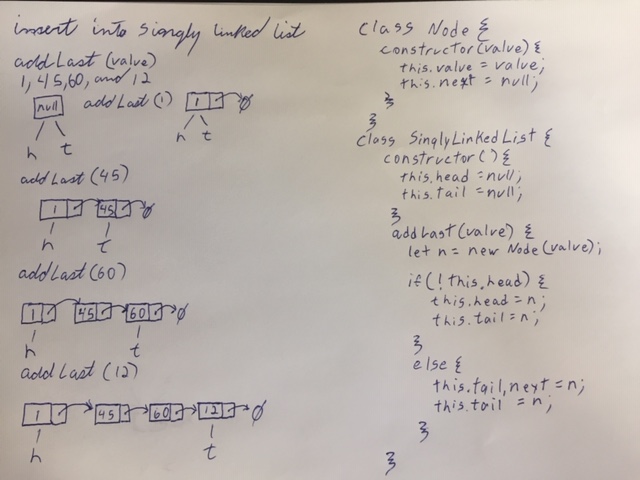 insert into singly linked list
addLast(value)
1, 45, 60, and 12
null
h t
addLast(1)
1
h t
addLast(45)
1 45
h t
addLast(60)
1 45 60
h t
addLast(12)
1 45 60 12
h t
class Node {
constructor(value) {
this.value = value;
this.next = null;
}
}
class SinglyLinkedList {
constructor() {
this.head = null;
this.tail = null;
}
addLast(value) {
let n = new Node(value);
if(!this.head) {
this.head = n;
this.tail = n;
}
else {
this.tail.next = n;
this.tail = n;
}
}